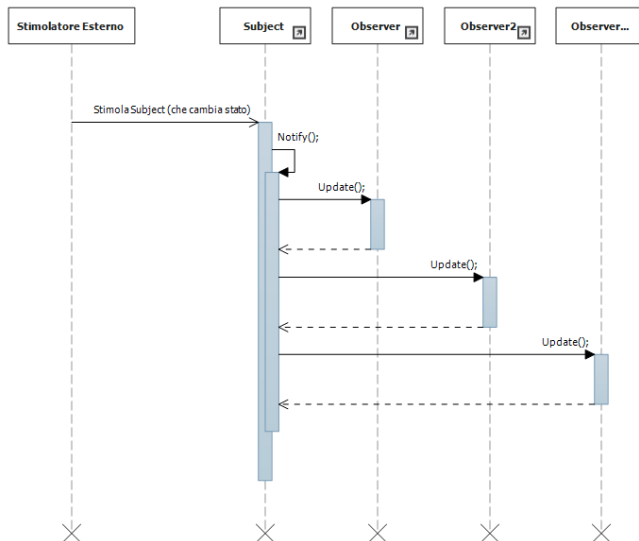 Stimolatore Esterno
Subject
Observer
Observer2
Observer...
Stimola Subject (che cambia stato)
Notify();
Update();
Update();
Update();